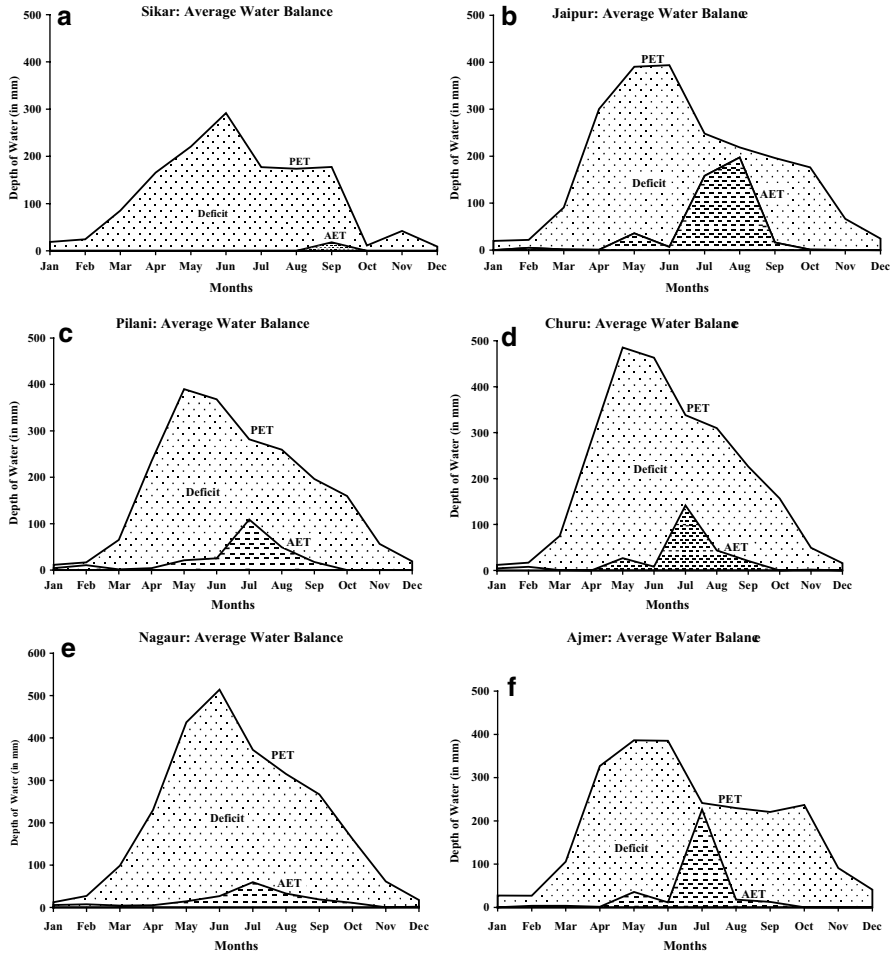 a
Sikar: Average Water Balance
500
400
300
200
100
0
Depth of Water (in mm)
PET
Deficit
AET
Jan Feb Mar Apr May Jun Jul Aug Sep Oct Nov Dec
Months
b
Jaipur: Average Water Balance
500
400
300
200
100
0
Depth of Water (in mm)
PET
Deficit
AET
Jan Feb Mar Apr May Jun Jul Aug Sep Oct Nov Dec
Months
c
Pilani: Average Water Balance
500
400
300
200
100
0
Depth of Water (in mm)
PET
Deficit
AET
Jan Feb Mar Apr May Jun Jul Aug Sep Oct Nov Dec
Months
d
Churu: Average Water Balance
500
400
300
200
100
0
Depth of Water (in mm)
PET
Deficit
AET
Jan Feb Mar Apr May Jun Jul Aug Sep Oct Nov Dec
Months
e
Nagaur: Average Water Balance
600
500
400
300
200
100
0
Depth of Water (in mm)
PET
Deficit
AET
Jan Feb Mar Apr May Jun Jul Aug Sep Oct Nov Dec
Months
f
Ajmer: Average Water Balance
500
400
300
200
100
0
Depth of Water (in mm)
PET
Deficit
AET
Jan Feb Mar Apr May Jun Jul Aug Sep Oct Nov Dec
Months